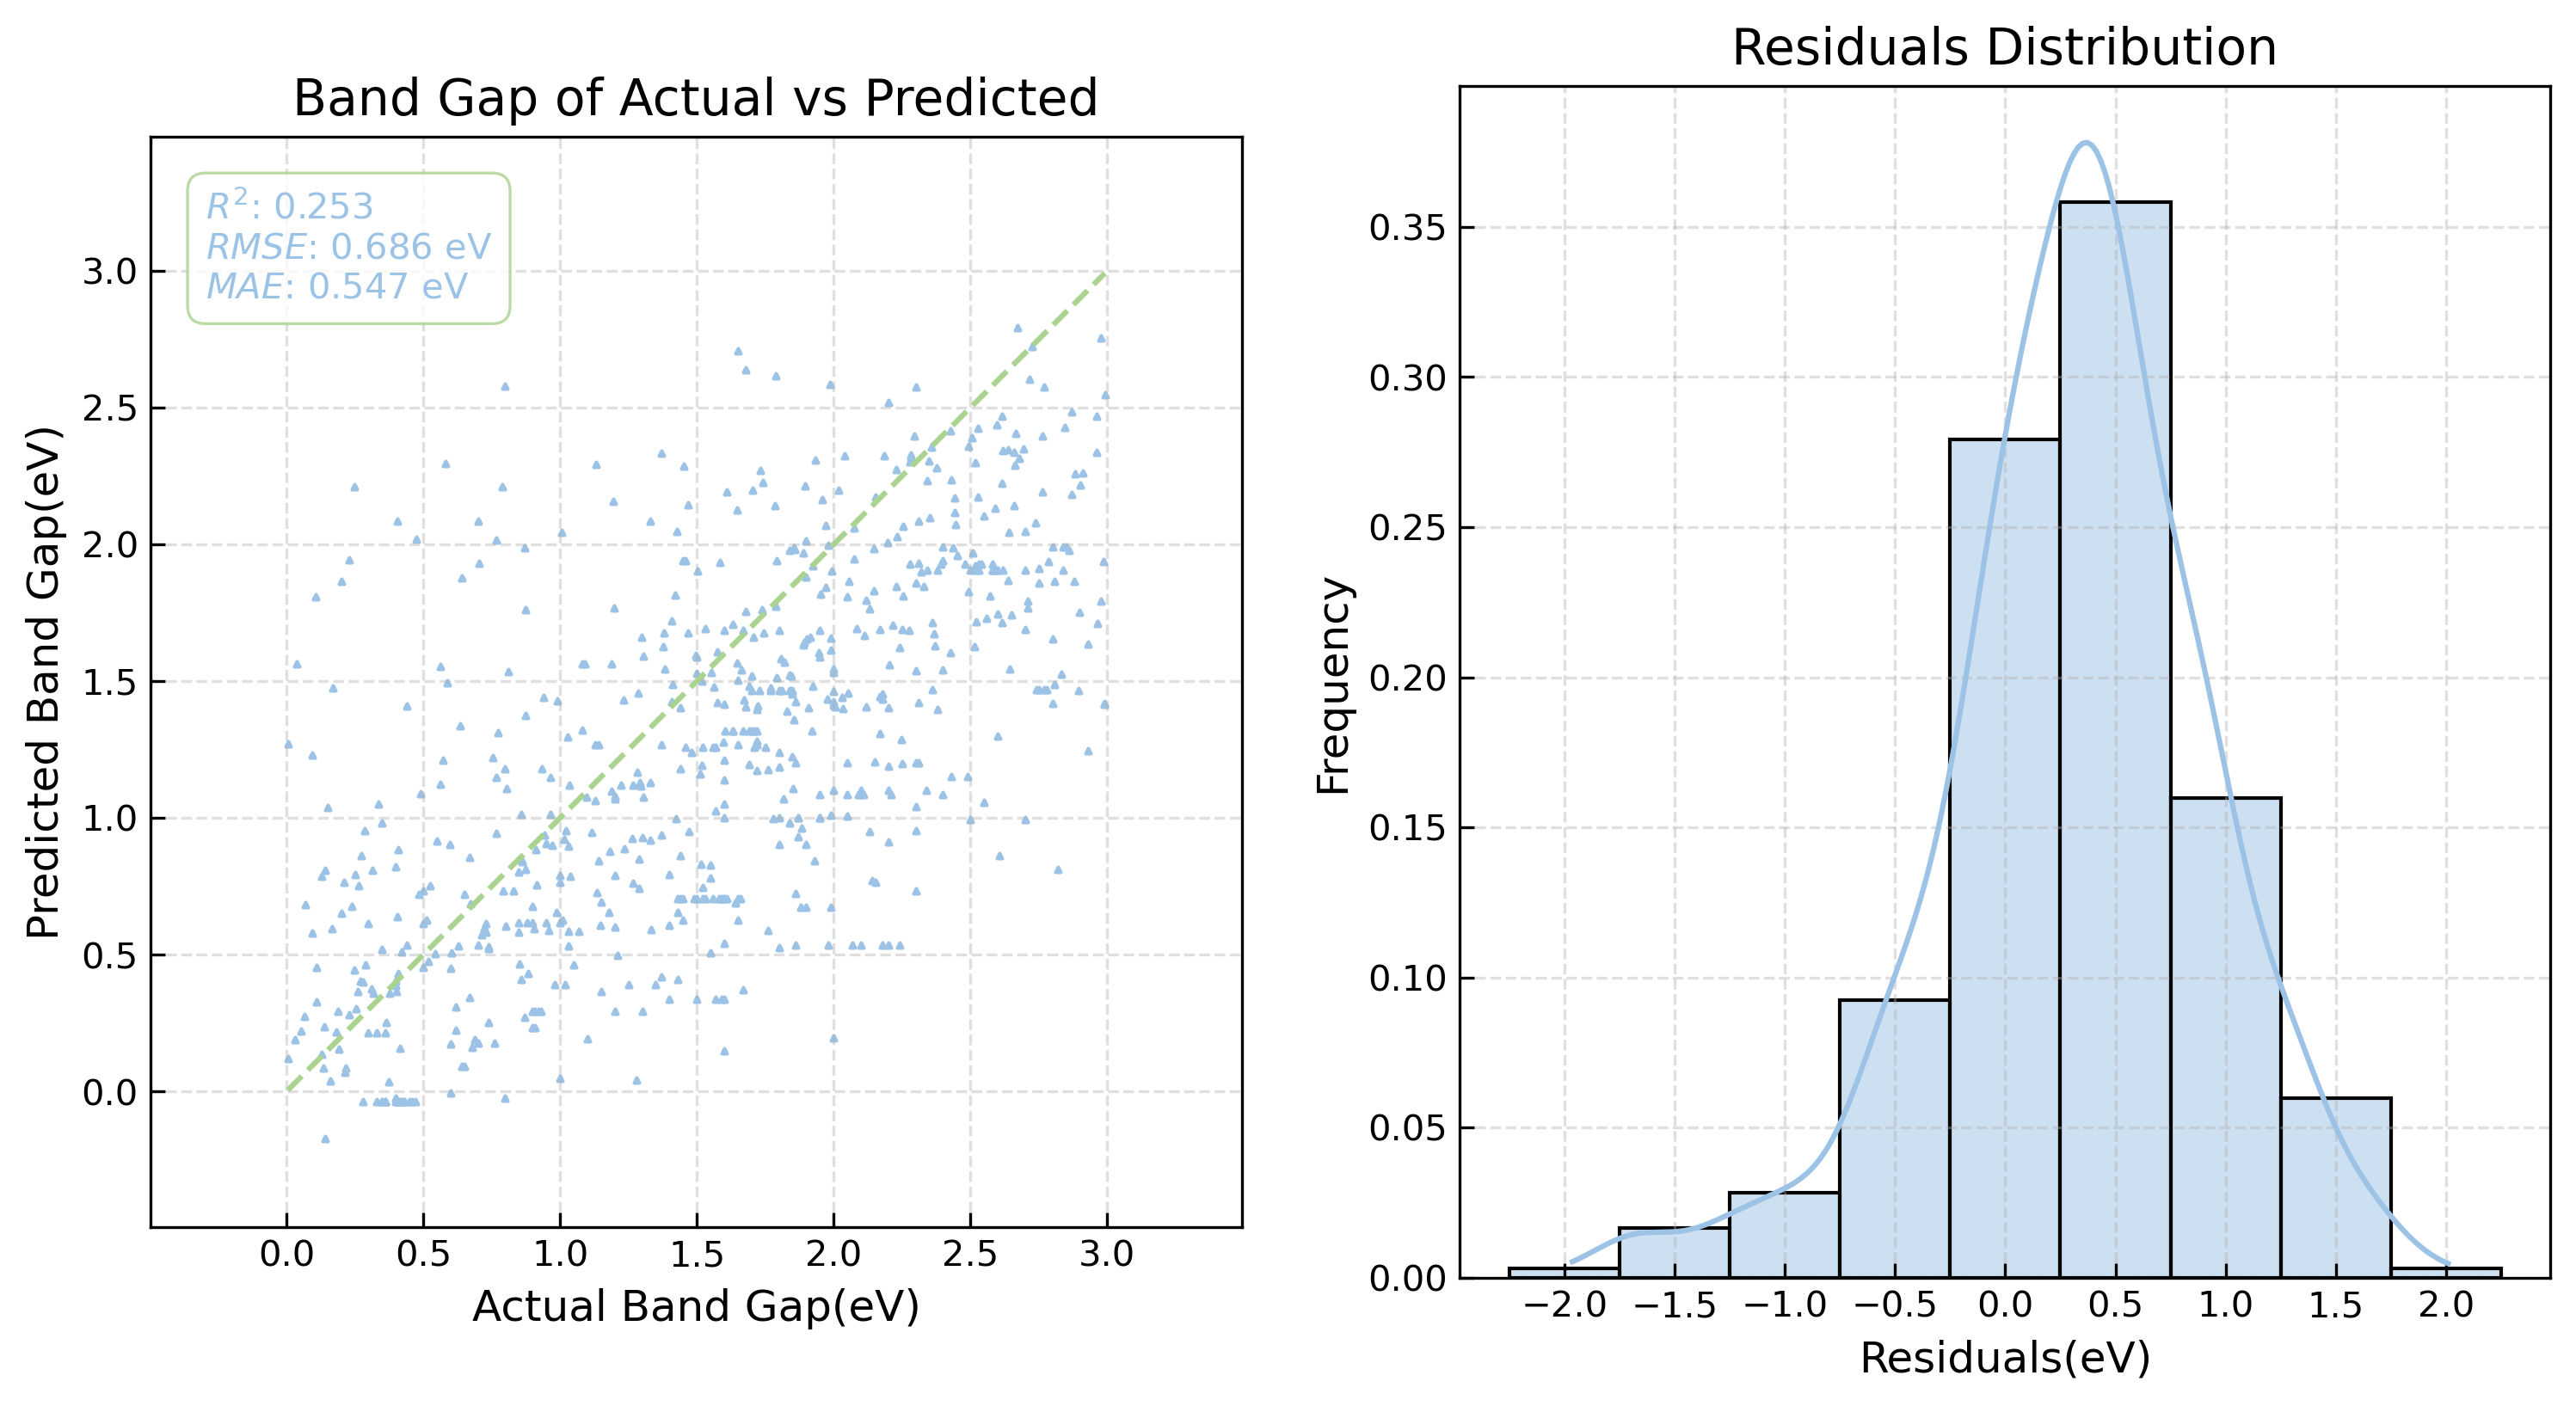 Band Gap of Actual vs Predicted
R²: 0.253
RMSE: 0.686 eV
MAE: 0.547 eV
Predicted Band Gap(eV)
3.0
2.5
2.0
1.5
1.0
0.5
0.0
0.0 0.5 1.0 1.5 2.0 2.5 3.0
Actual Band Gap(eV)
Residuals Distribution
Frequency
0.35
0.30
0.25
0.20
0.15
0.10
0.05
0.00
−2.0 −1.5 −1.0 −0.5 0.0 0.5 1.0 1.5 2.0
Residuals(eV)